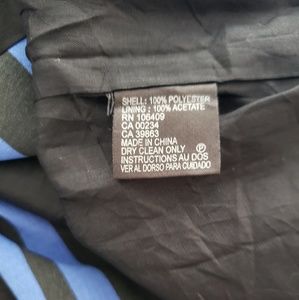 SHELL: 100% POLYESTER
LINING : 100% ACETATE
RN 106409
CA 00234
CA 39863
MADE IN CHINA
DRY CLEAN ONLY Ⓟ
INSTRUCTIONS AU DOS
VER AL DORSO PARA CUIDADO